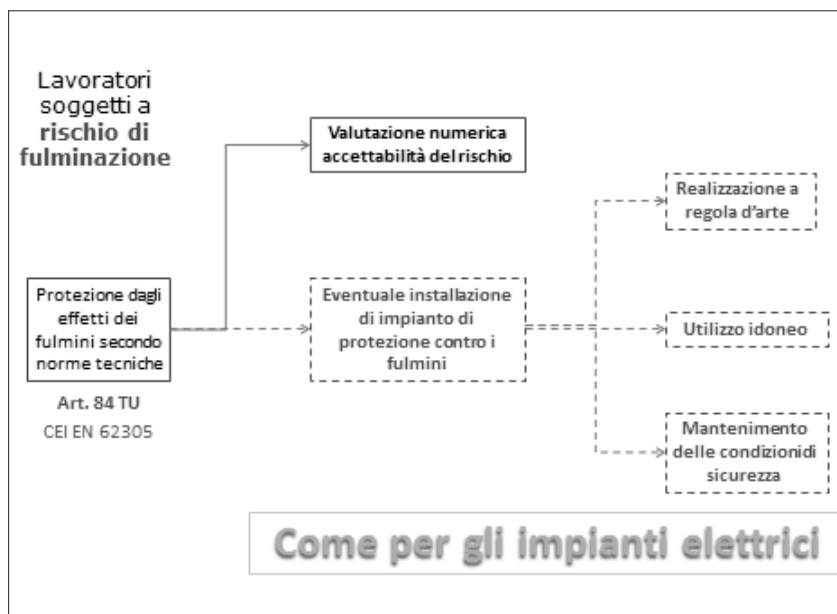 Lavoratori
soggetti a
rischio di
fulminazione
Valutazione numerica
accettabilità del rischio
Realizzazione a
regola d'arte
Protezione dagli
effetti dei
fulmini secondo
norme tecniche
Eventuale installazione
di impianto di
protezione contro i
fulmini
Utilizzo idoneo
Art. 84 TU
CEI EN 62305
Mantenimento
delle condizionidi
sicurezza
Come per gli impianti elettrici